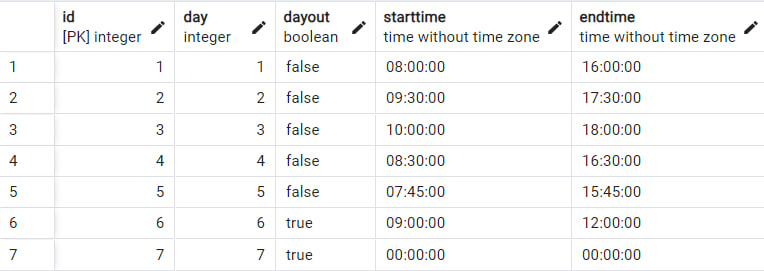 id day dayout starttime endtime
[PK] integer integer boolean time without time zone time without time zone
1 1 1 false 08:00:00 16:00:00
2 2 2 false 09:30:00 17:30:00
3 3 3 false 10:00:00 18:00:00
4 4 4 false 08:30:00 16:30:00
5 5 5 false 07:45:00 15:45:00
6 6 6 true 09:00:00 12:00:00
7 7 7 true 00:00:00 00:00:00